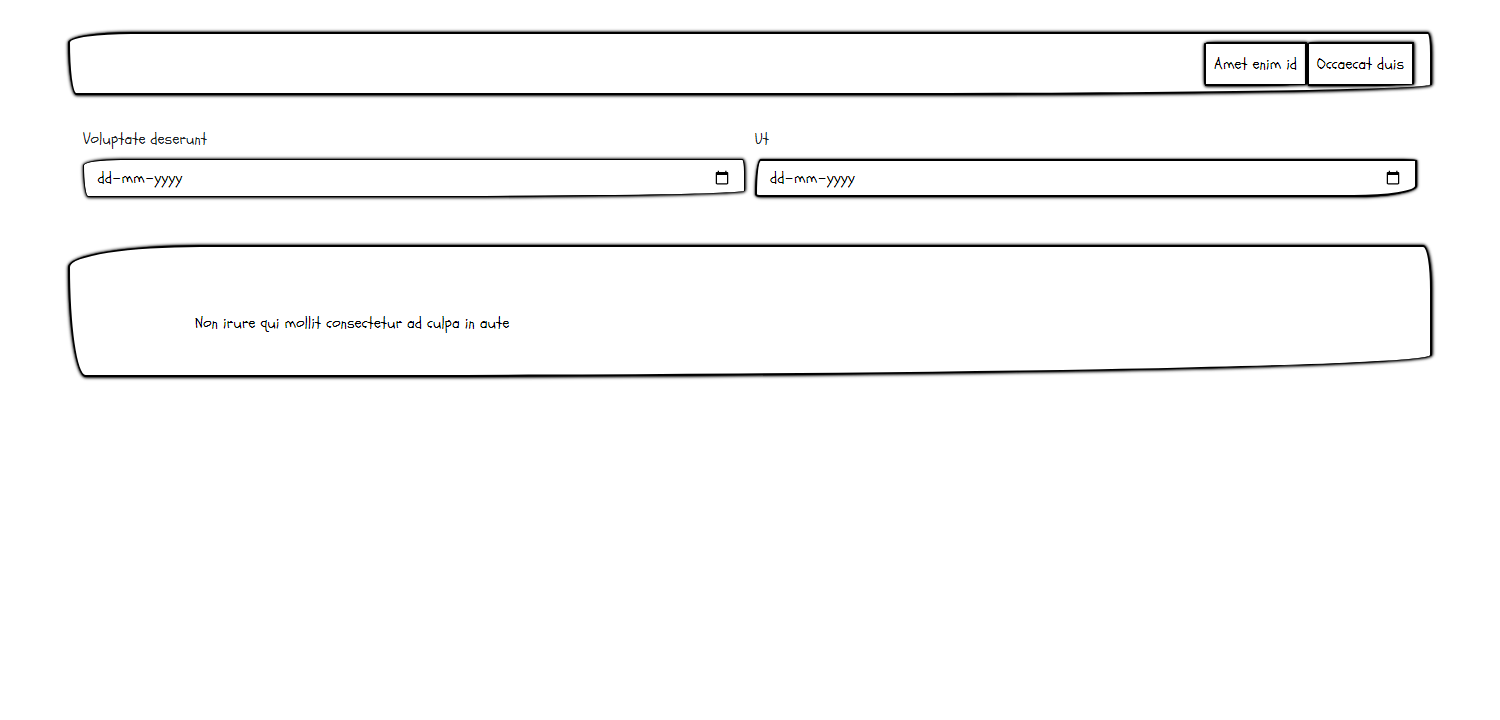 Amet enim id Occaecat duis
Voluptate deserunt Ut
dd-mm-yyyy dd-mm-yyyy
Non irure qui mollit consectetur ad culpa in aute